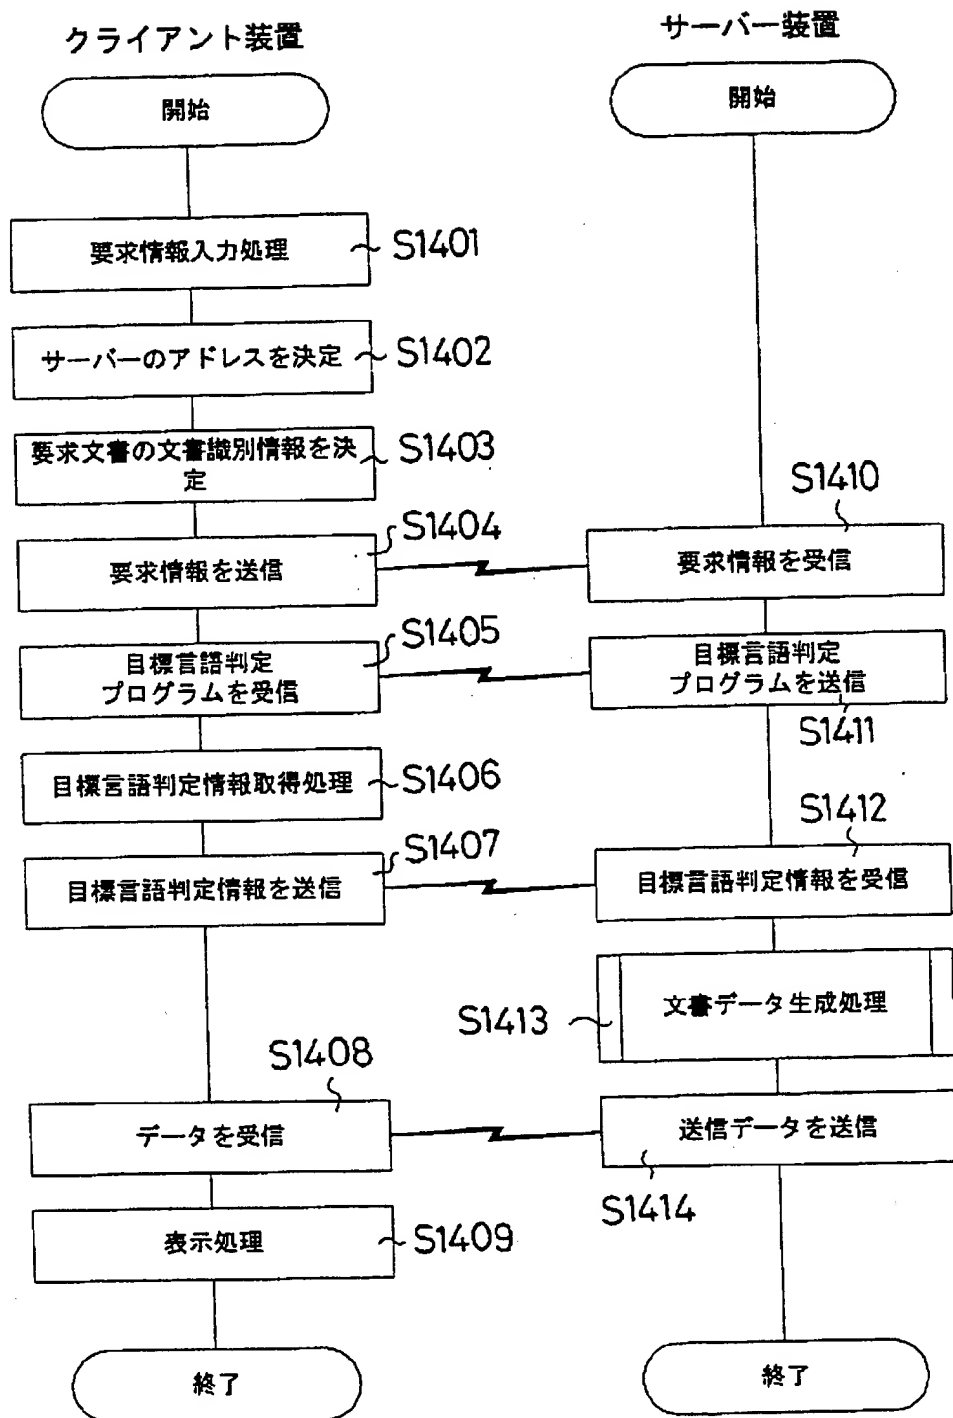 クライアント装置
開始
要求情報入力処理
S1401
サーバーのアドレスを決定
S1402
要求文書の文書識別情報を決
定
S1403
要求情報を送信
S1404
目標言語判定
プログラムを受信
S1405
目標言語判定情報取得処理
S1406
目標言語判定情報を送信
S1407
データを受信
S1408
表示処理
S1409
終了
サーバー装置
開始
要求情報を受信
S1410
目標言語判定
プログラムを送信
S1411
目標言語判定情報を受信
S1412
文書データ生成処理
S1413
送信データを送信
S1414
終了